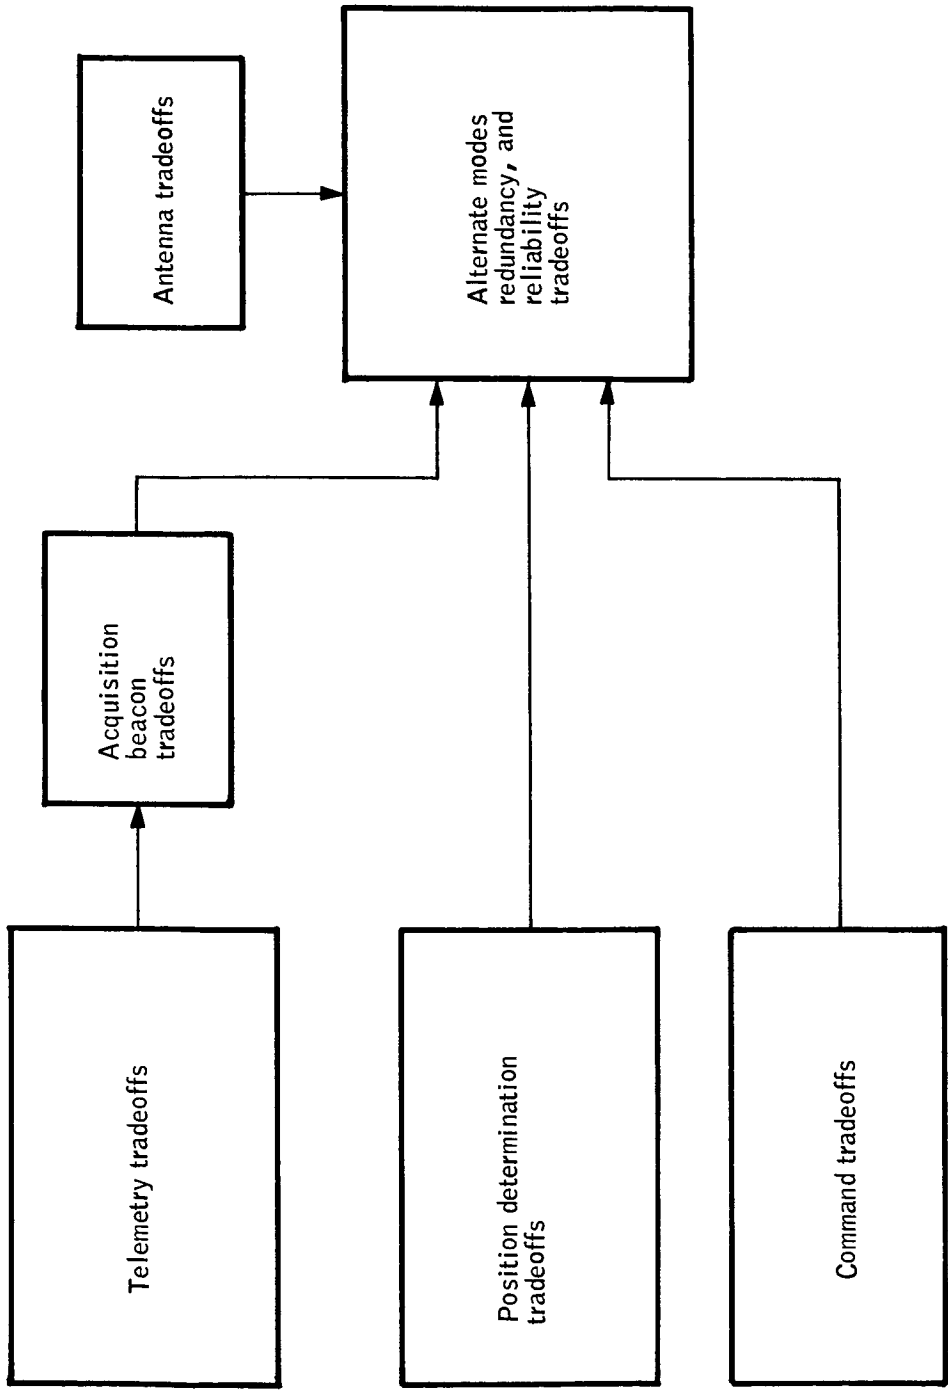 Telemetry tradeoffs
Acquisition
beacon
tradeoffs
Antenna tradeoffs
Position determination
tradeoffs
Alternate modes
redundancy, and
reliability
tradeoffs
Command tradeoffs